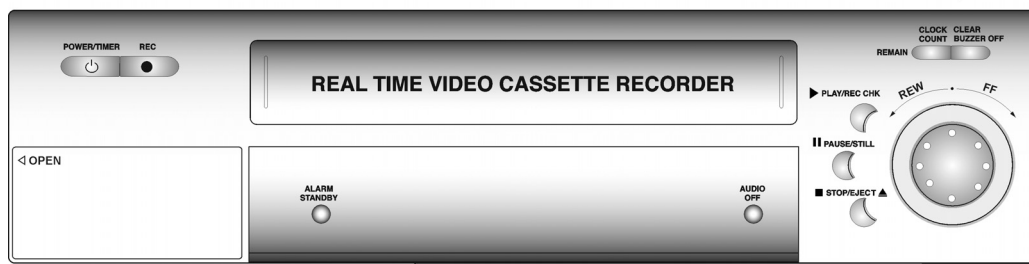 POWER/TIMER REC
REAL TIME VIDEO CASSETTE RECORDER
CLOCK CLEAR
COUNT BUZZER OFF
REMAIN
REW FF
PLAY/REC CHK
PAUSE/STILL
STOP/EJECT
OPEN
ALARM
STANDBY
AUDIO
OFF